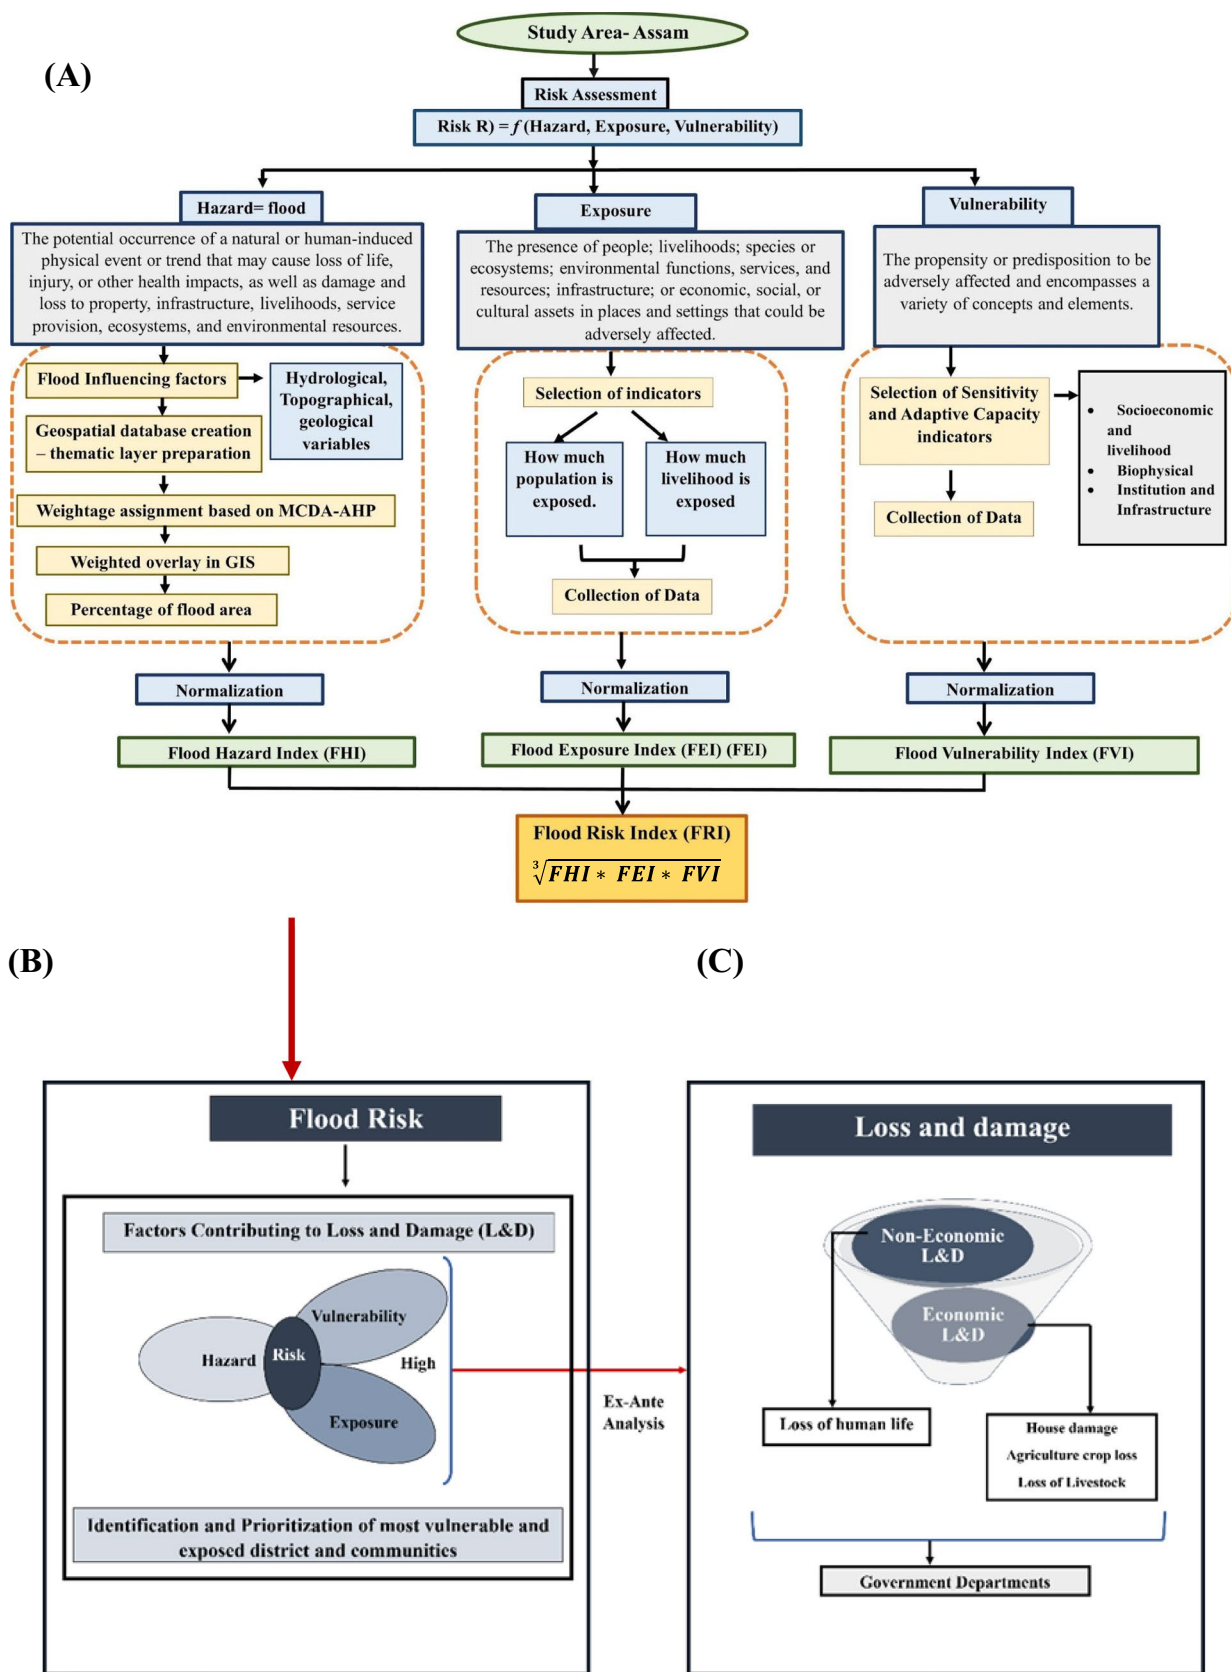 Study Area- Assam
(A)
Risk Assessment
Risk R) = f (Hazard, Exposure, Vulnerability)
Hazard= flood
The potential occurrence of a natural or human-induced
physical event or trend that may cause loss of life,
injury, or other health impacts, as well as damage and
loss to property, infrastructure, livelihoods, service
provision, ecosystems, and environmental resources.
Exposure
The presence of people; livelihoods; species or
ecosystems; environmental functions, services, and
resources; infrastructure; or economic, social, or
cultural assets in places and settings that could be
adversely affected.
Vulnerability
The propensity or predisposition to be
adversely affected and encompasses a
variety of concepts and elements.
Flood Influencing factors
Hydrological,
Topographical,
geological
variables
Geospatial database creation
– thematic layer preparation
Weightage assignment based on MCDA-AHP
Weighted overlay in GIS
Percentage of flood area
Selection of indicators
How much
population is
exposed.
How much
livelihood is
exposed
Collection of Data
Selection of Sensitivity
and Adaptive Capacity
indicators
• Socioeconomic
and
livelihood
• Biophysical
• Institution and
Infrastructure
Collection of Data
Normalization
Normalization
Normalization
Flood Hazard Index (FHI)
Flood Exposure Index (FEI) (FEI)
Flood Vulnerability Index (FVI)
Flood Risk Index (FRI)
∛FHI * FEI * FVI
(B)
Flood Risk
Factors Contributing to Loss and Damage (L&D)
Vulnerability
Hazard
Risk
High
Exposure
Identification and Prioritization of most vulnerable and
exposed district and communities
Ex-Ante
Analysis
(C)
Loss and damage
Non-Economic
L&D
Economic
L&D
Loss of human life
House damage
Agriculture crop loss
Loss of Livestock
Government Departments